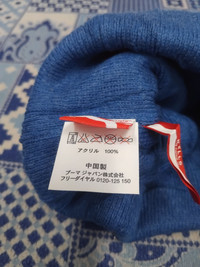 アクリル 100%
中国製
プーマ ジャパン株式会社
フリーダイヤル 0120-125 150